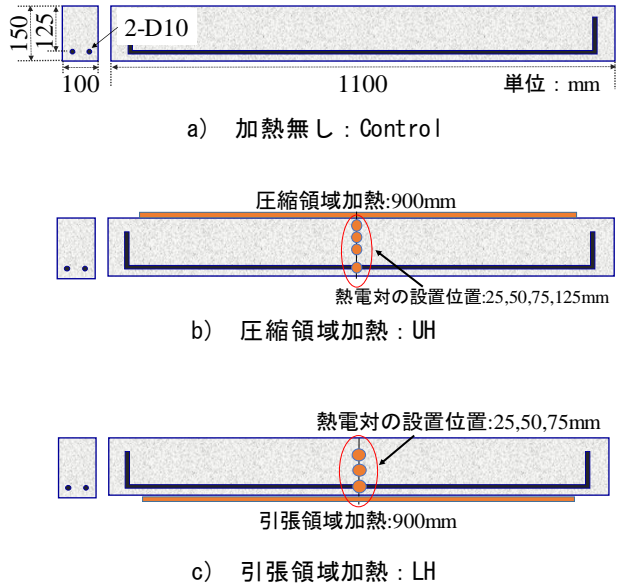 150
125
2-D10
100
1100
単位：mm
a) 加熱無し：Control
圧縮領域加熱:900mm
熱電対の設置位置:25,50,75,125mm
b) 圧縮領域加熱：UH
熱電対の設置位置:25,50,75mm
引張領域加熱:900mm
c) 引張領域加熱：LH